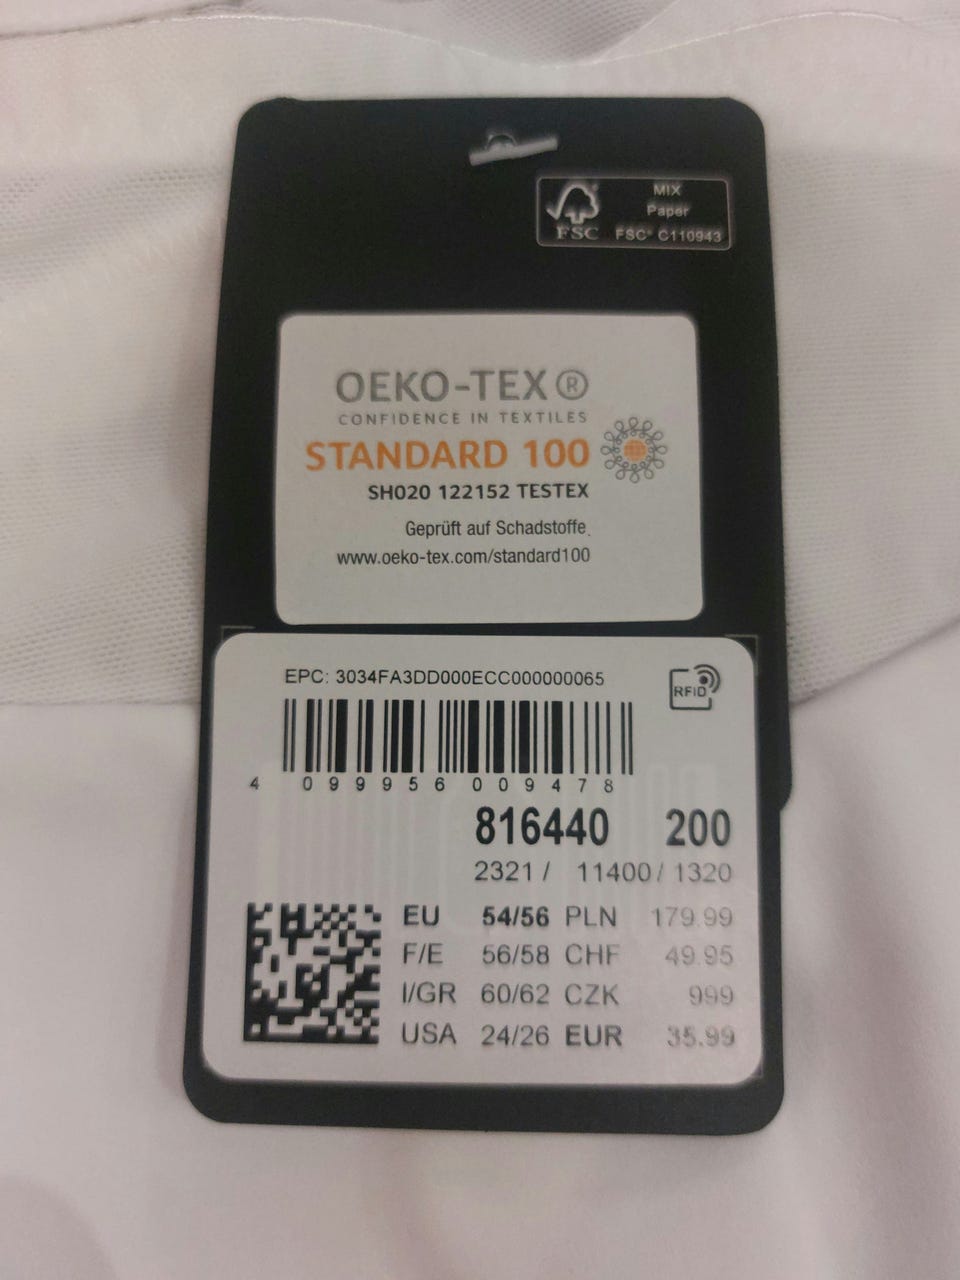 MIX
Paper
FSC FSC® C110943
OEKO-TEX®
CONFIDENCE IN TEXTILES
STANDARD 100
SH020 122152 TESTEX
Geprüft auf Schadstoffe.
www.oeko-tex.com/standard100
EPC: 3034FA3DD000ECC000000065
RFID
4 099956 009478
816440 200
2321 / 11400 / 1320
EU 54/56 PLN 179.99
F/E 56/58 CHF 49.95
I/GR 60/62 CZK 999
USA 24/26 EUR 35.99